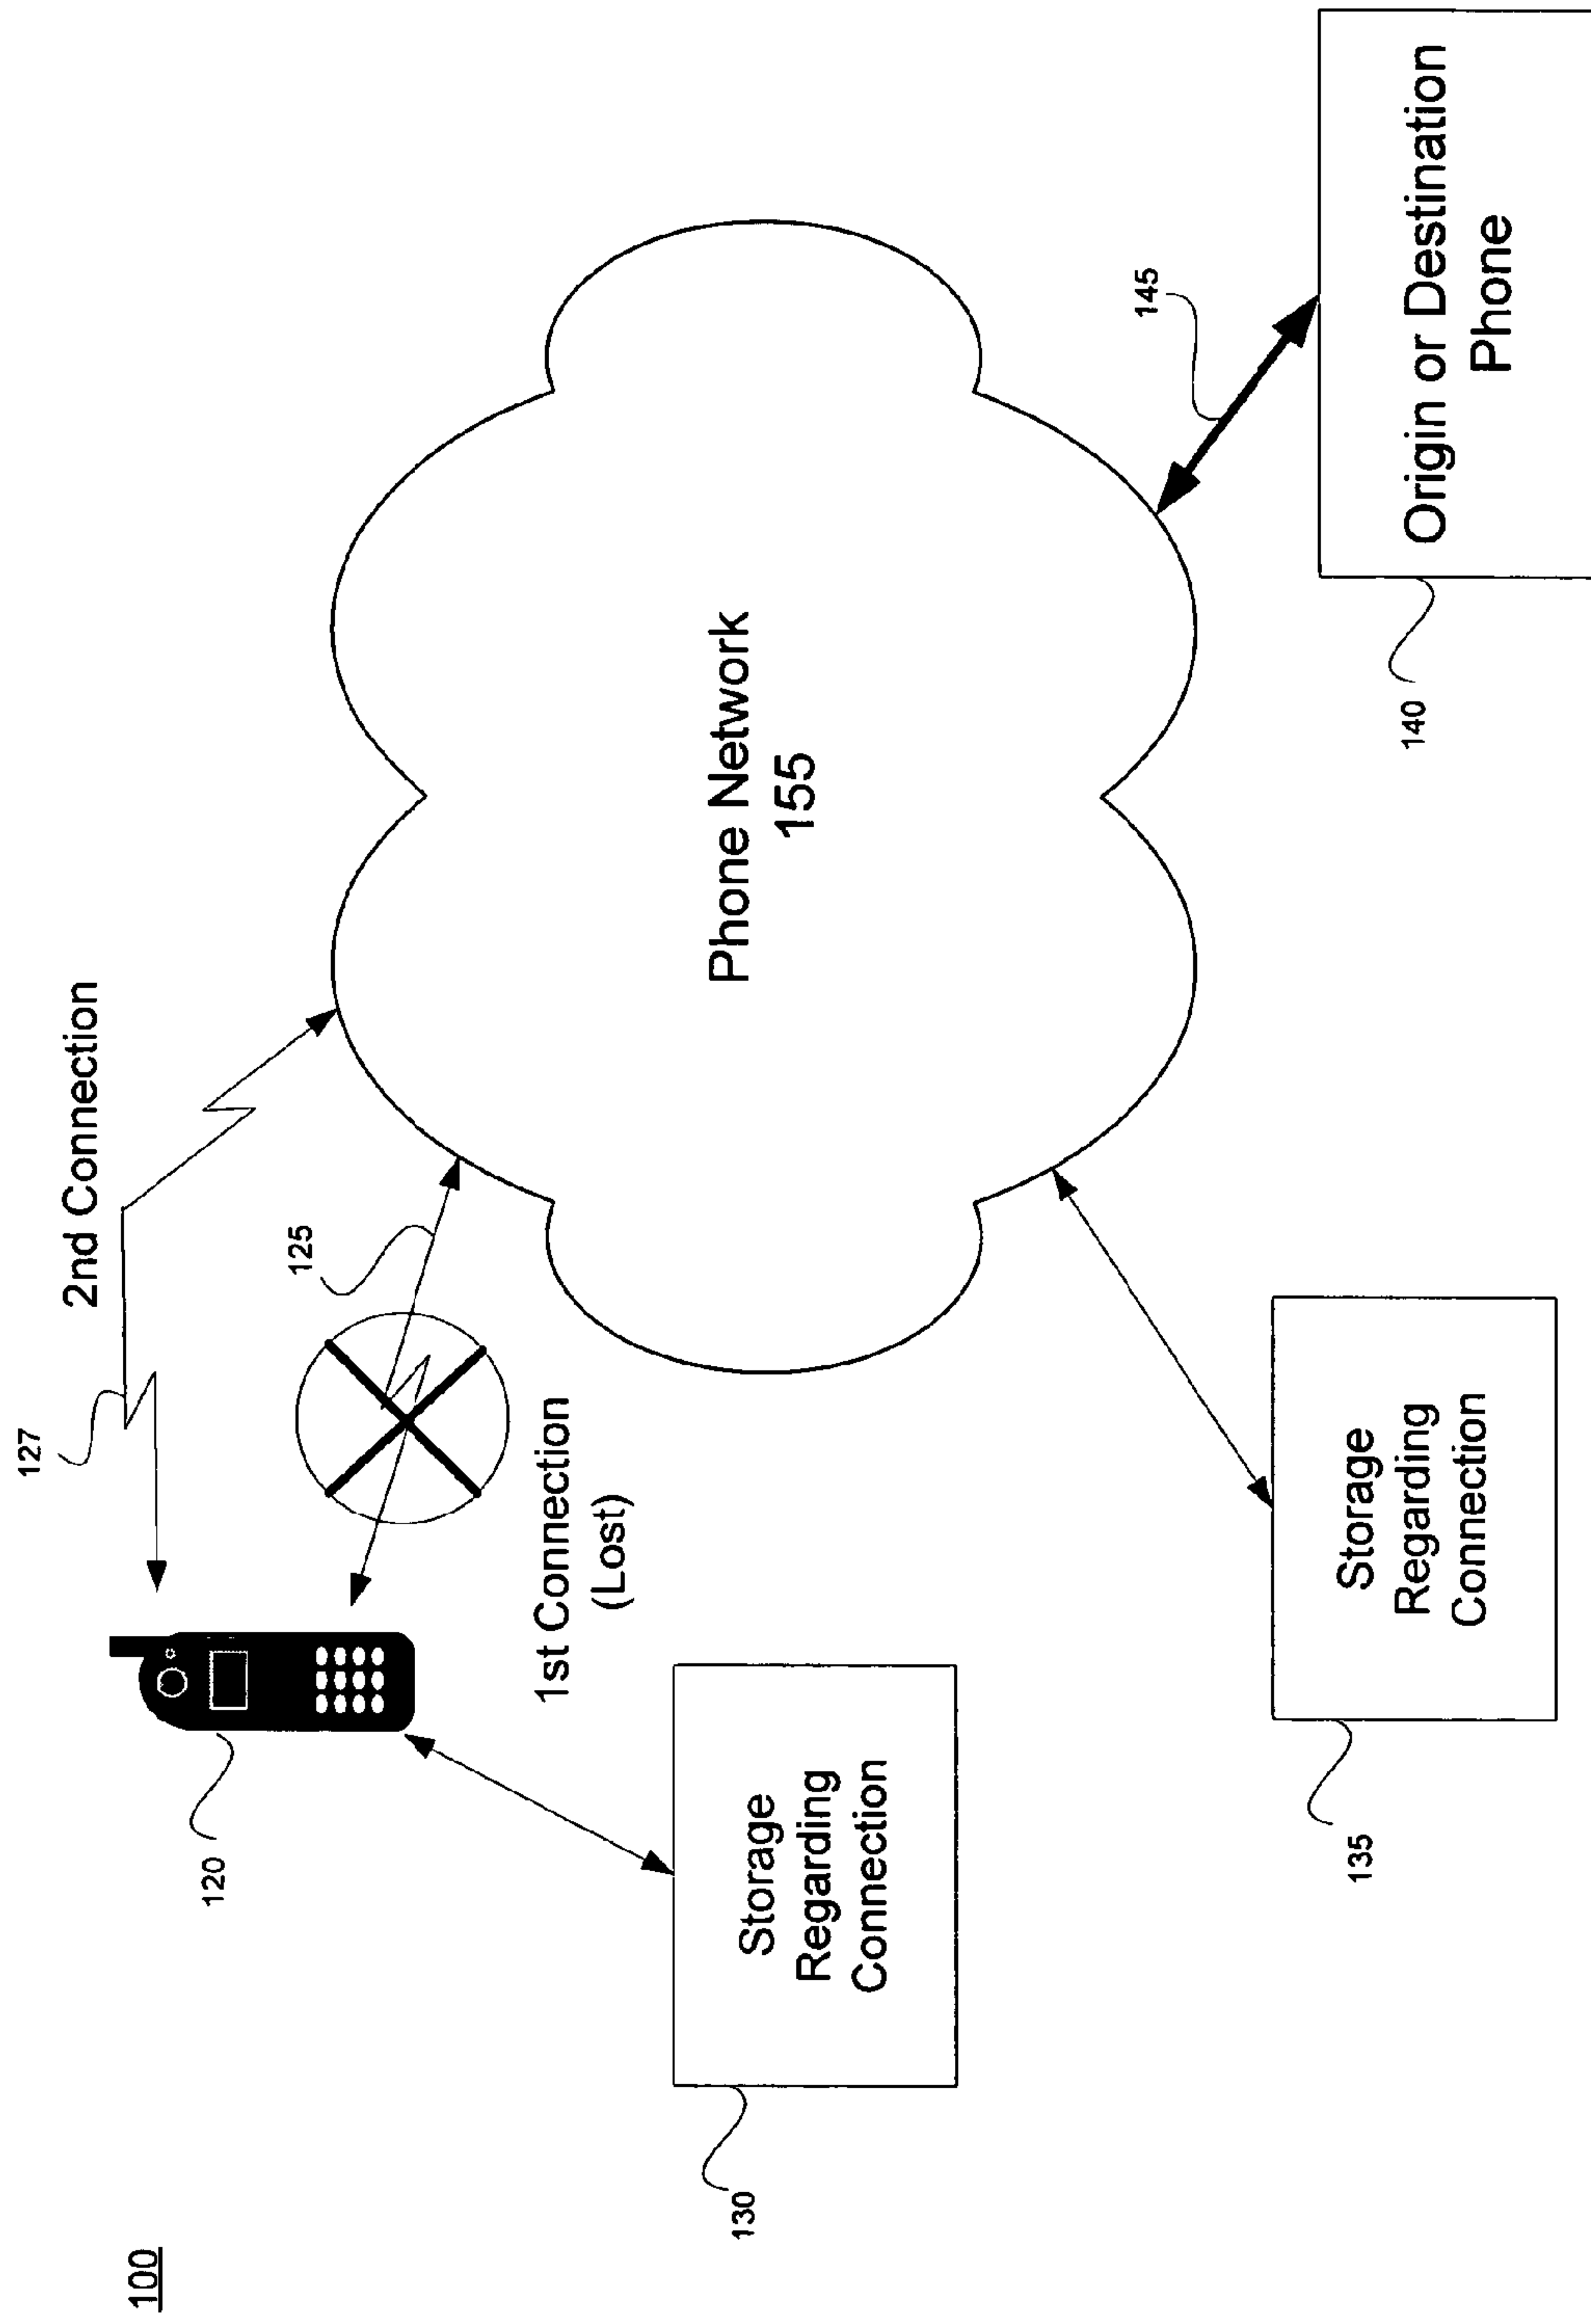 100
127
2nd Connection
125
120
1st Connection
(Lost)
Phone Network
155
130
Storage
Regarding
Connection
145
135
Storage
Regarding
Connection
140
Origin or Destination
Phone